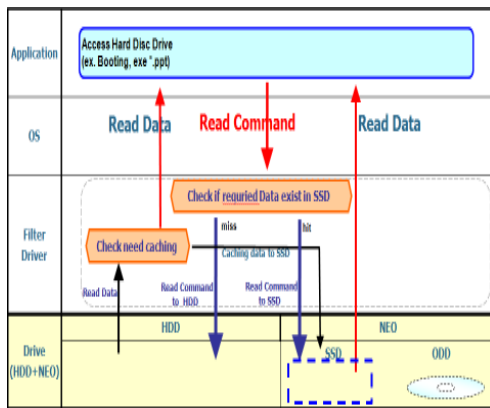 Application
Access Hard Disc Drive
(ex. Booting, exe *.ppt)
OS
Read Data
Read Command
Read Data
Filter
Driver
Check if requried Data exist in SSD
miss
hit
Check need caching
Caching data to SSD
Read Data
Read Command
to HDD
Read Command
to SSD
Drive
(HDD+NEO)
HDD
NEO
SSD
ODD